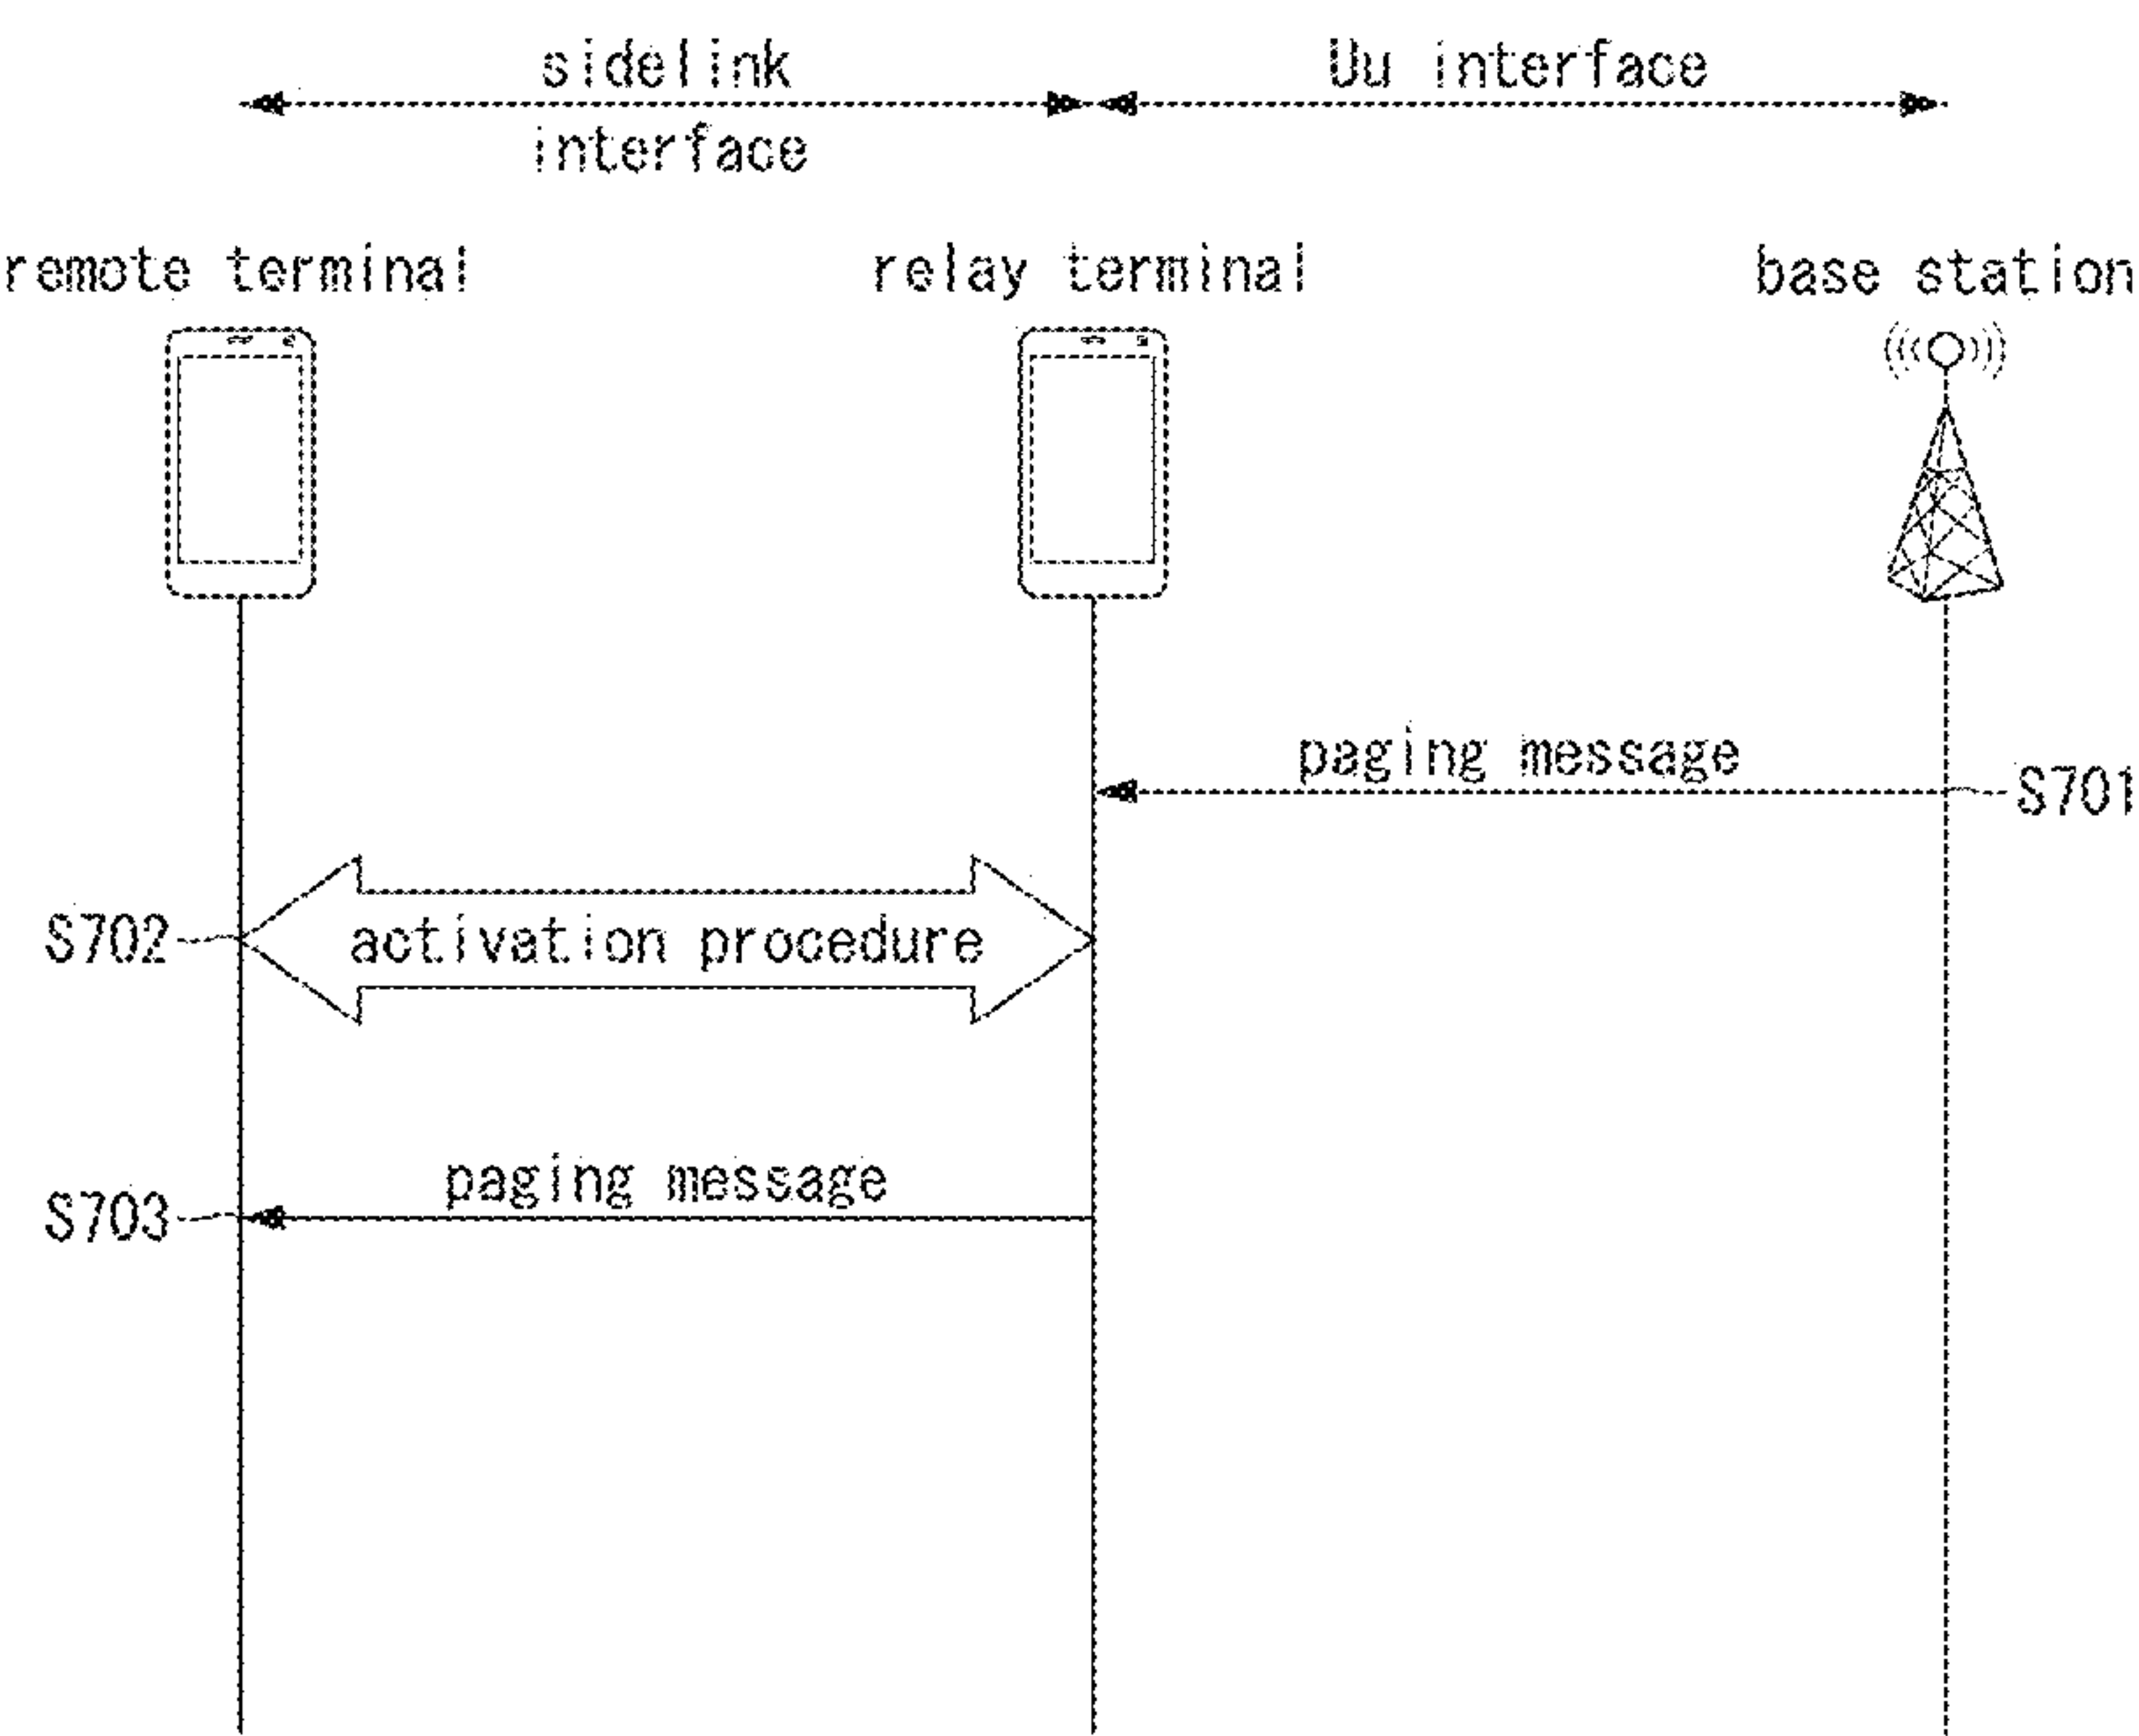 sidelink
interface
Uu interface
remote terminal
relay terminal
base station
paging message
S701
S702
activation procedure
paging message
S703